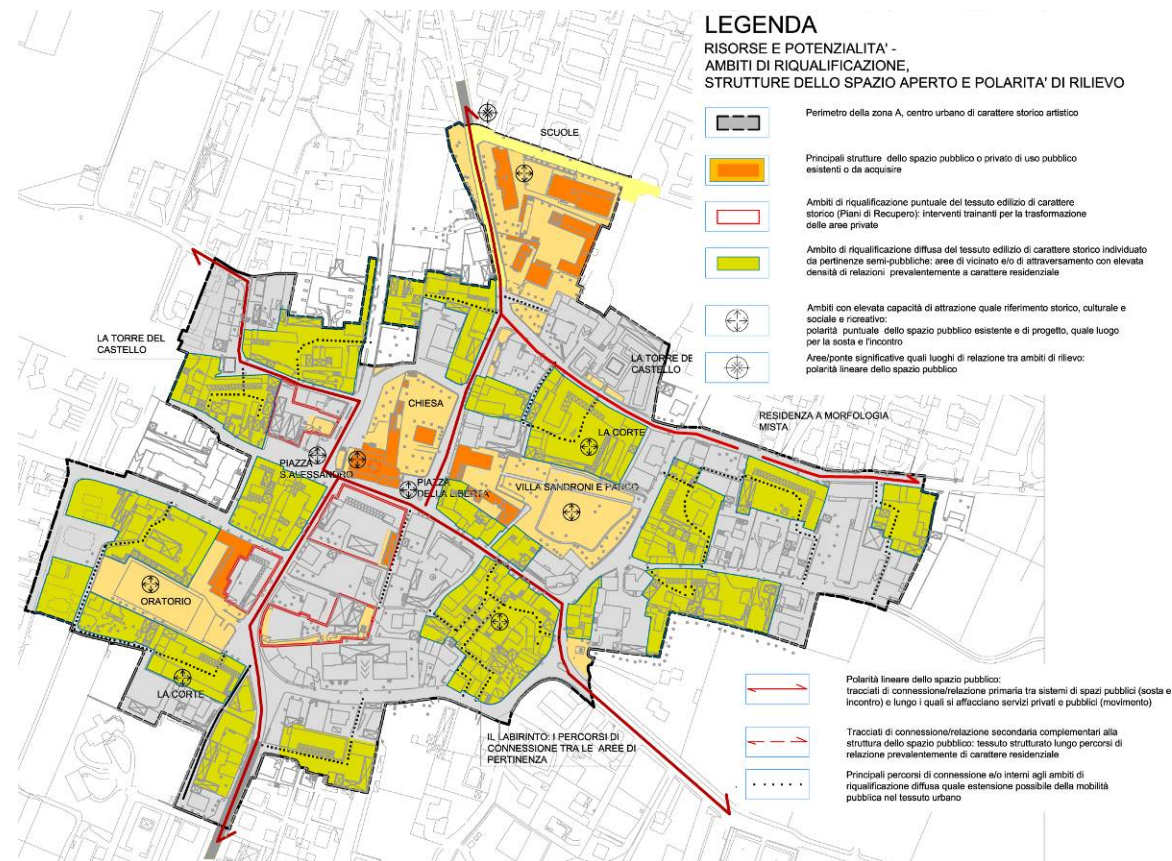 LEGENDA
RISORSE E POTENZIALITA' -
AMBITI DI RIQUALIFICAZIONE,
STRUTTURE DELLO SPAZIO APERTO E POLARITA' DI RILIEVO
Perimetro della zona A, centro urbano di carattere storico artistico
Principali strutture dello spazio pubblico o privato di uso pubblico
esistenti o da acquisire
Ambiti di riqualificazione puntuale del tessuto edilizio di carattere
storico (Piani di Recupero): interventi trainanti per la trasformazione
delle aree private
Ambito di riqualificazione diffusa del tessuto edilizio di carattere storico individuato
da pertinenze semi-pubbliche: aree di vicinato e/o di attraversamento con elevata
densità di relazioni prevalentemente a carattere residenziale
Ambiti con elevata capacità di attrazione quale riferimento storico, culturale e
sociale e ricreativo:
polarità puntuale dello spazio pubblico esistente e di progetto, quale luogo
per la sosta e l'incontro
Aree/ponte significative quali luoghi di relazione tra ambiti di rilievo:
polarità lineare dello spazio pubblico
SCUOLE
LA TORRE DEL
CASTELLO
LA TORRE DE
CASTELLO
CHIESA
RESIDENZA A MORFOLOGIA
MISTA
LA CORTE
PIAZZA
S.ALESSANDRO
PIAZZA
DELLA LIBERTA'
VILLA SANDRONI E PARCO
ORATORIO
LA CORTE
IL LABIRINTO: I PERCORSI DI
CONNESSIONE TRA LE AREE DI
PERTINENZA
Polarità lineare dello spazio pubblico:
tracciati di connessione/relazione primaria tra sistemi di spazi pubblici (sosta e
incontro) e lungo i quali si affacciano servizi privati e pubblici (movimento)
Tracciati di connessione/relazione secondaria complementari alla
struttura dello spazio pubblico: tessuto strutturato lungo percorsi di
relazione prevalentemente di carattere residenziale
Principali percorsi di connessione e/o interni agli ambiti di
riqualificazione diffusa quale estensione possibile della mobilità
pubblica nel tessuto urbano